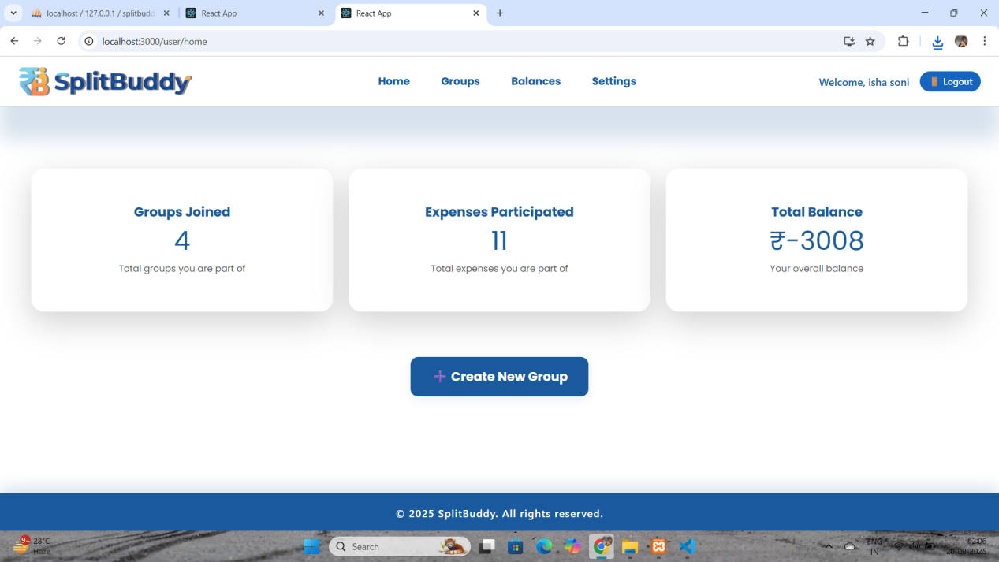 localhost / 127.0.0.1 / splitbudd
React App
React App
localhost:3000/user/home
SplitBuddy
Home
Groups
Balances
Settings
Welcome, isha soni
Logout
Groups Joined
4
Total groups you are part of
Expenses Participated
11
Total expenses you are part of
Total Balance
₹-3008
Your overall balance
Create New Group
© 2025 SplitBuddy. All rights reserved.
9+
28°C
Haze
Search
ENG
IN
02:06
20-09-2025